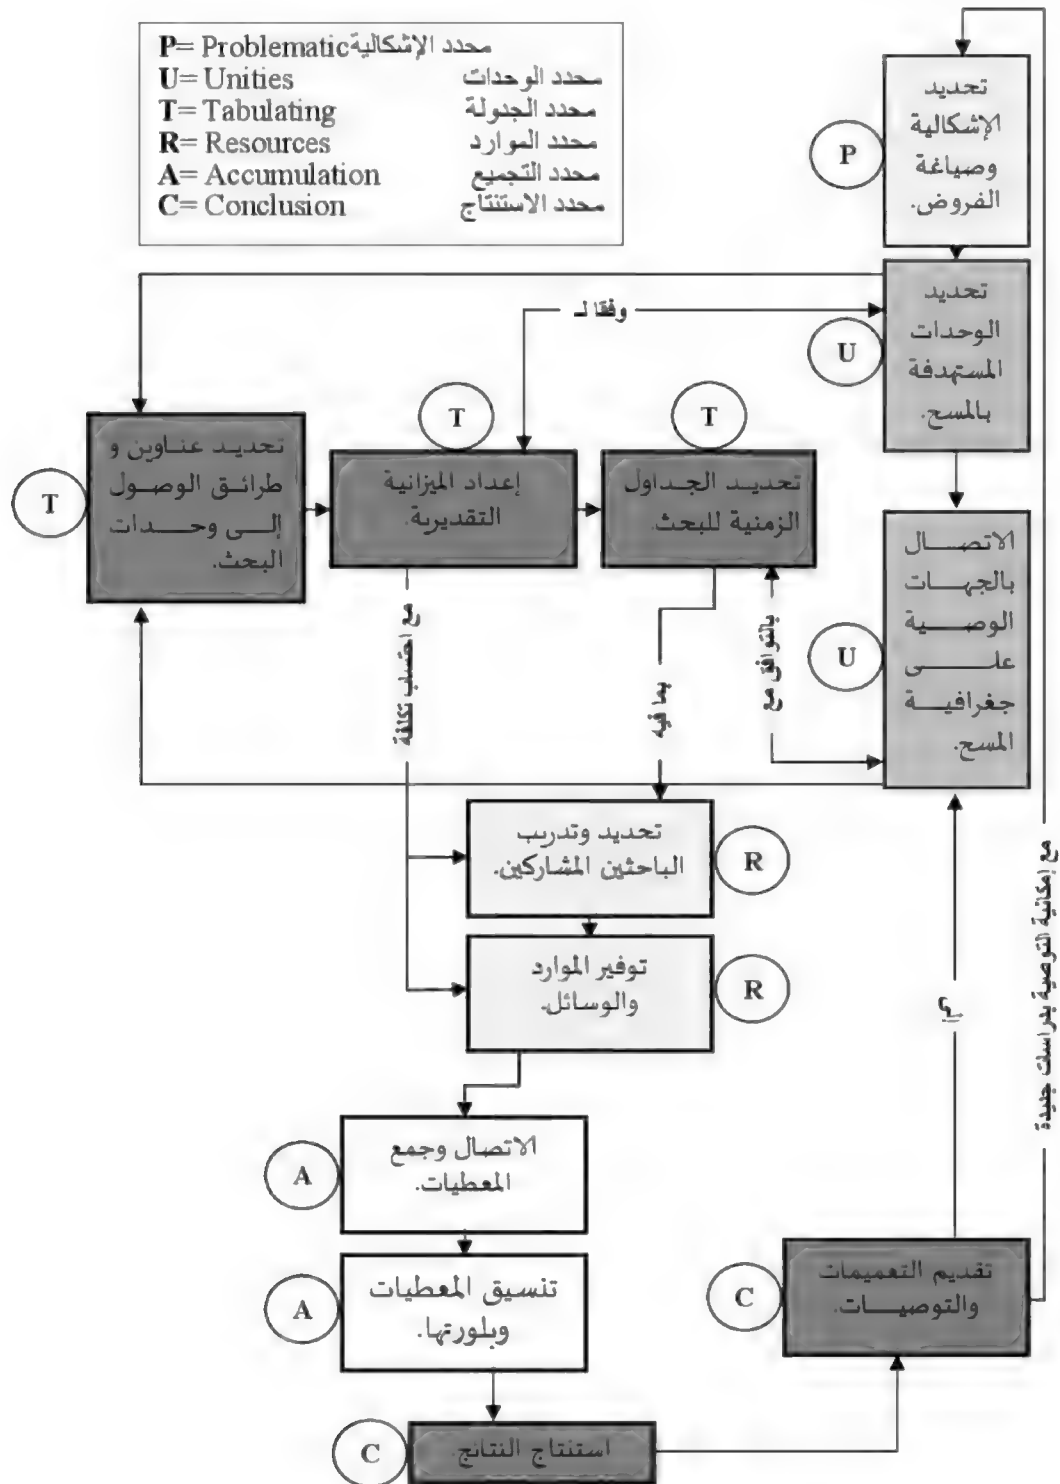 P= Problematic محدد الإشكالية
U= Unities محدد الوحدات
T= Tabulating محدد الجدولة
R= Resources محدد الموارد
A= Accumulation محدد التجميع
C= Conclusion محدد الاستنتاج
تحديد
الإشكالية
وصياغة
الفروض.
P
تحديد
الوحدات
المستهدفة
بالمسح.
U
وفقا لـ
T
T
تحديد الجداول
الزمنية للبحث.
إعداد الميزانية
التقديرية.
تحديد عناوين و
طرائق الوصول
إلى وحدات
البحث.
T
الاتصال
بالجهات
الوصية
على
جغرافية
المسح.
U
بالتوافق مع
بما فيه
مع احتساب تكلفة
تحديد وتدريب
الباحثين المشاركين.
R
توفير الموارد
والوسائل.
R
إلى
مع إمكانية التوصية بدراسات جديدة
الاتصال وجمع
المعطيات.
A
تنسيق المعطيات
وبلورتها.
A
تقديم التعميمات
والتوصيات.
C
استنتاج النتائج.
C